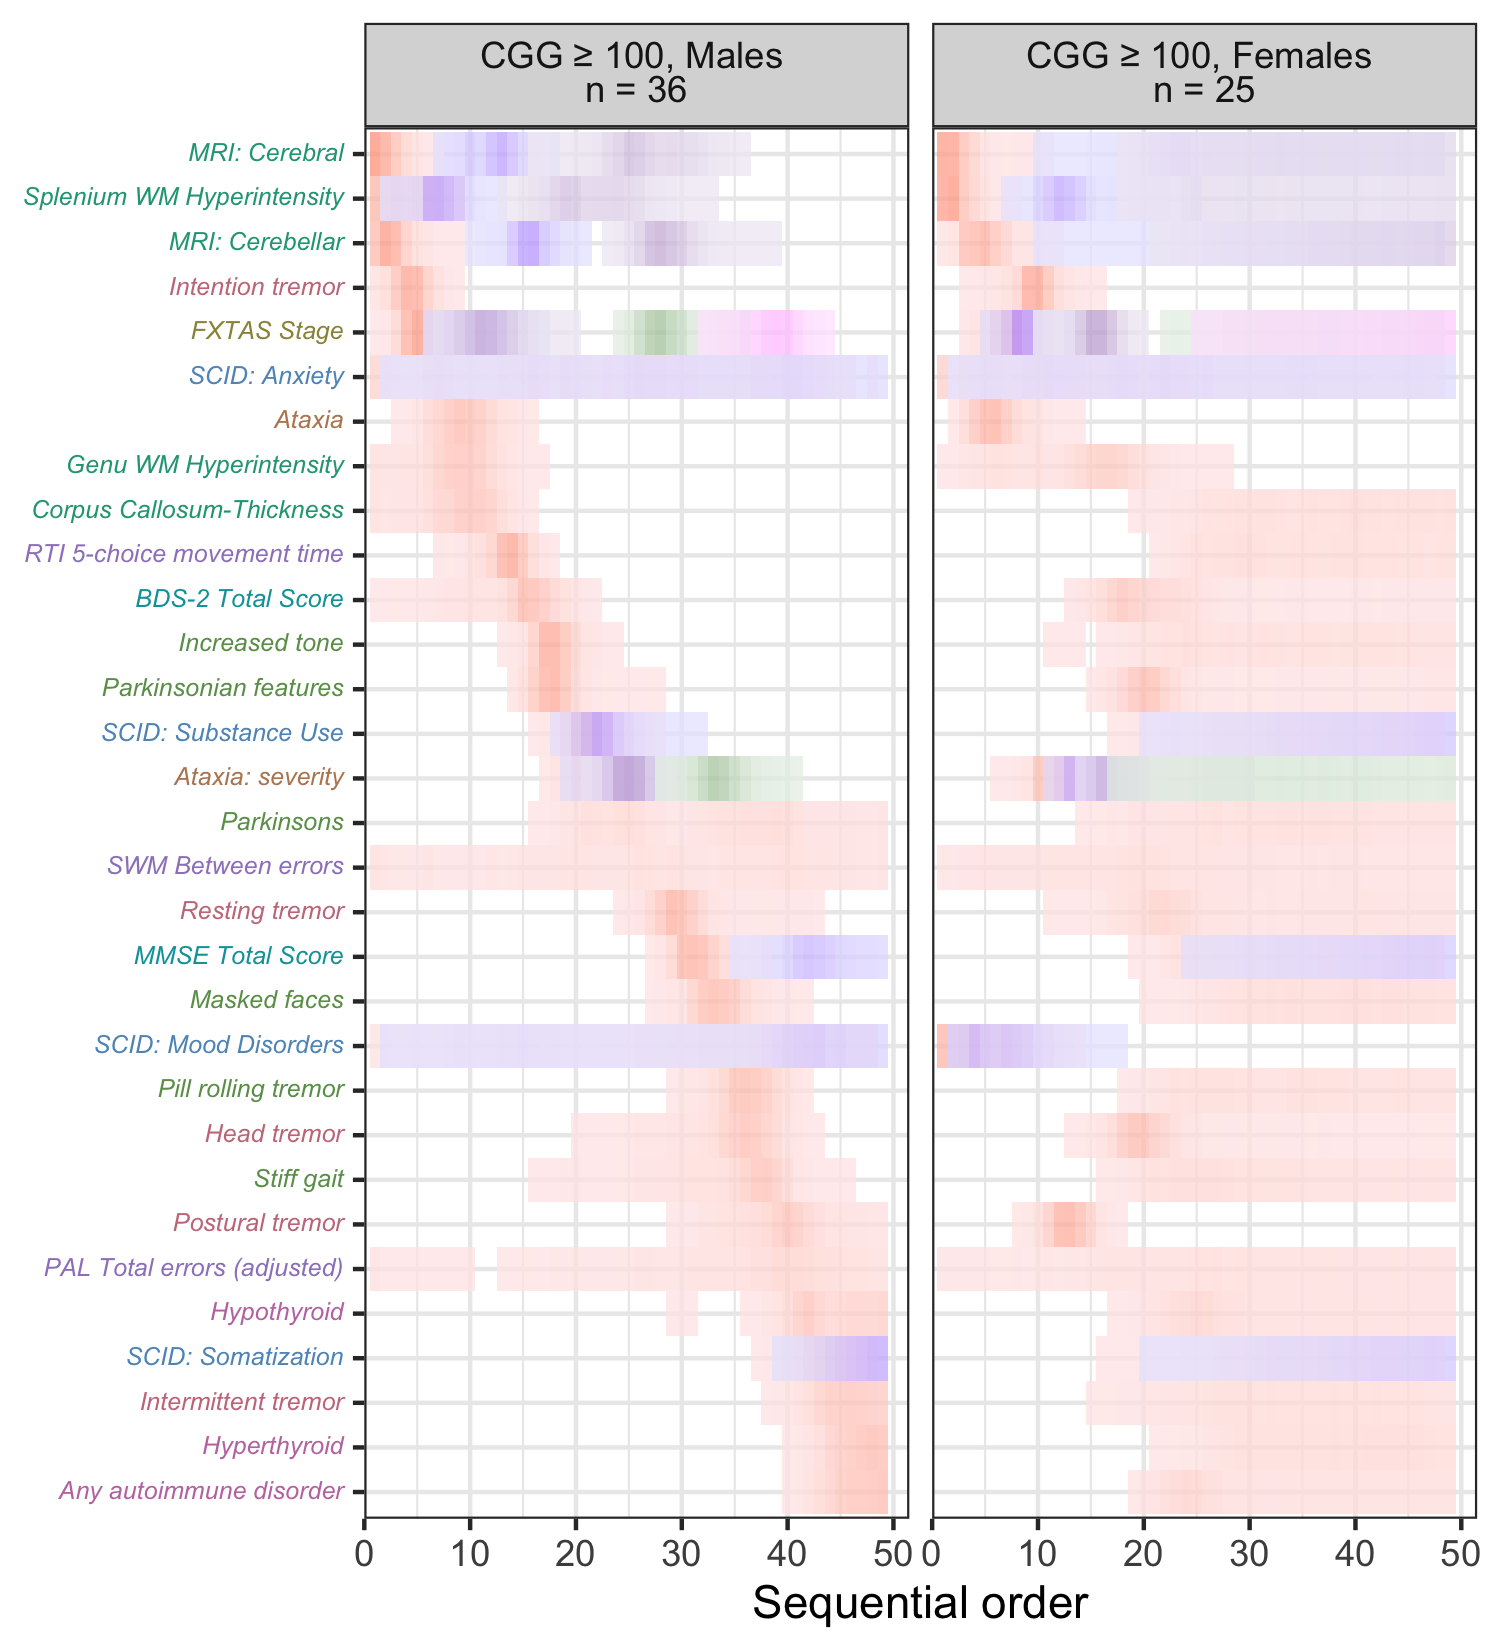 CGG ≥ 100, Males
n = 36
CGG ≥ 100, Females
n = 25
MRI: Cerebral
Splenium WM Hyperintensity
MRI: Cerebellar
Intention tremor
FXTAS Stage
SCID: Anxiety
Ataxia
Genu WM Hyperintensity
Corpus Callosum-Thickness
RTI 5-choice movement time
BDS-2 Total Score
Increased tone
Parkinsonian features
SCID: Substance Use
Ataxia: severity
Parkinsons
SWM Between errors
Resting tremor
MMSE Total Score
Masked faces
SCID: Mood Disorders
Pill rolling tremor
Head tremor
Stiff gait
Postural tremor
PAL Total errors (adjusted)
Hypothyroid
SCID: Somatization
Intermittent tremor
Hyperthyroid
Any autoimmune disorder
0 10 20 30 40 50 0 10 20 30 40 50
Sequential order